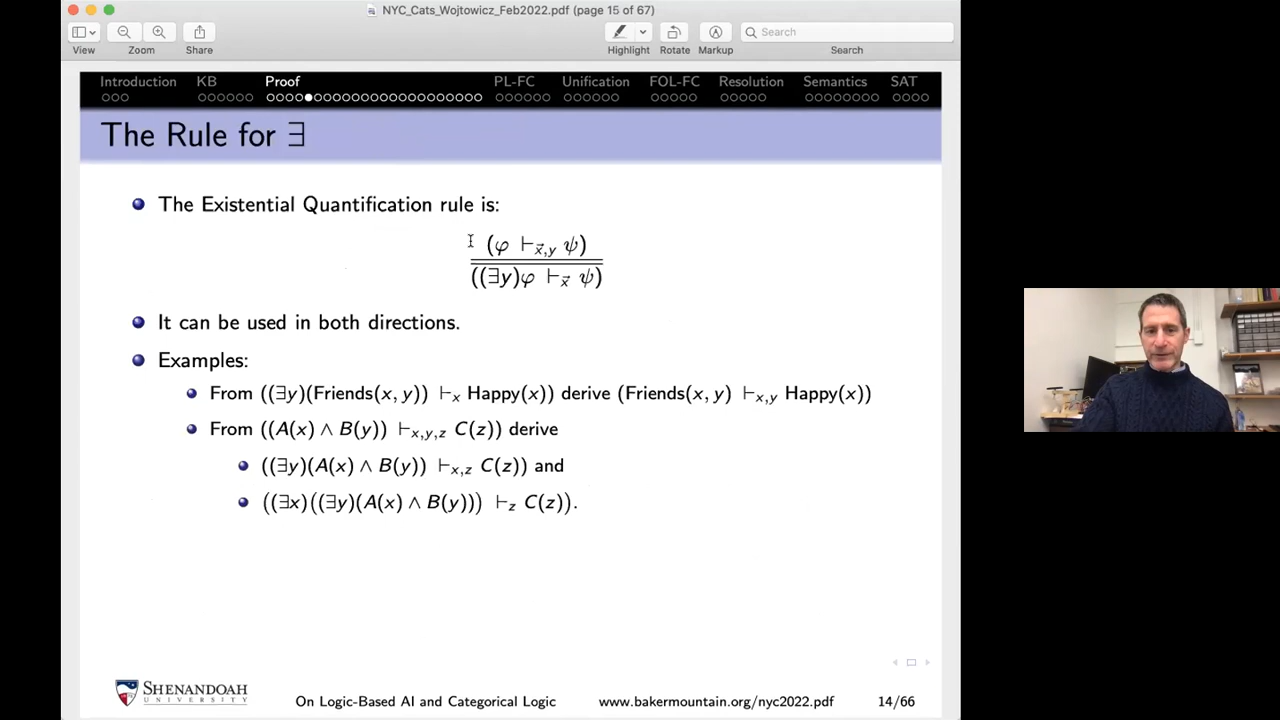 NYC_Cats_Wojtowicz_Feb2022.pdf (page 15 of 67)
View Zoom Share Highlight Rotate Markup Search
Search
Introduction KB Proof PL-FC Unification FOL-FC Resolution Semantics SAT
The Rule for ∃
The Existential Quantification rule is:
(φ ⊢x⃗,y ψ)
((∃y)φ ⊢x⃗ ψ)
It can be used in both directions.
Examples:
From ((∃y)(Friends(x, y)) ⊢x Happy(x)) derive (Friends(x, y) ⊢x,y Happy(x))
From ((A(x) ∧ B(y)) ⊢x,y,z C(z)) derive
((∃y)(A(x) ∧ B(y)) ⊢x,z C(z)) and
((∃x)((∃y)(A(x) ∧ B(y))) ⊢z C(z)).
SHENANDOAH
UNIVERSITY
On Logic-Based AI and Categorical Logic www.bakermountain.org/nyc2022.pdf 14/66